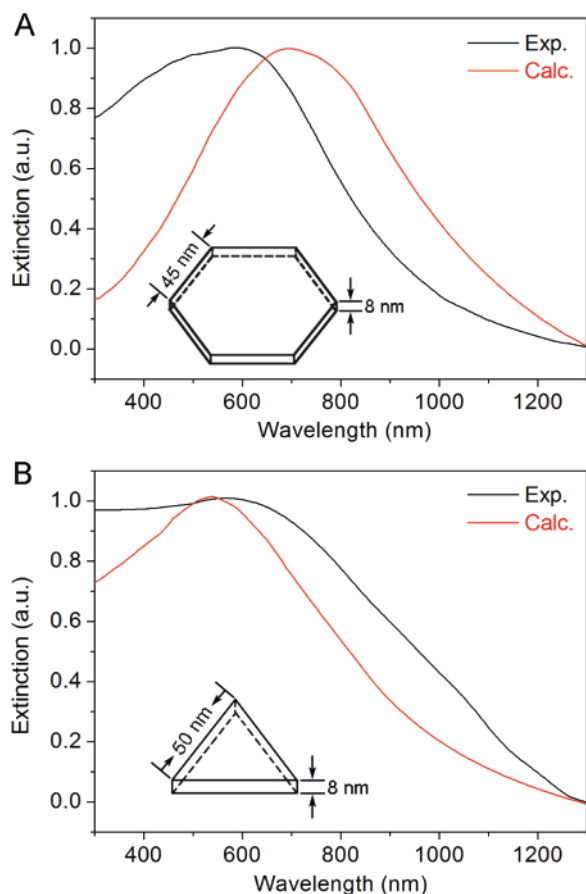 A
Exp.
Calc.
Extinction (a.u.)
1.0
0.8
0.6
0.4
0.2
0.0
45 nm
8 nm
400 600 800 1000 1200
Wavelength (nm)
B
Exp.
Calc.
Extinction (a.u.)
1.0
0.8
0.6
0.4
0.2
0.0
50 nm
8 nm
400 600 800 1000 1200
Wavelength (nm)